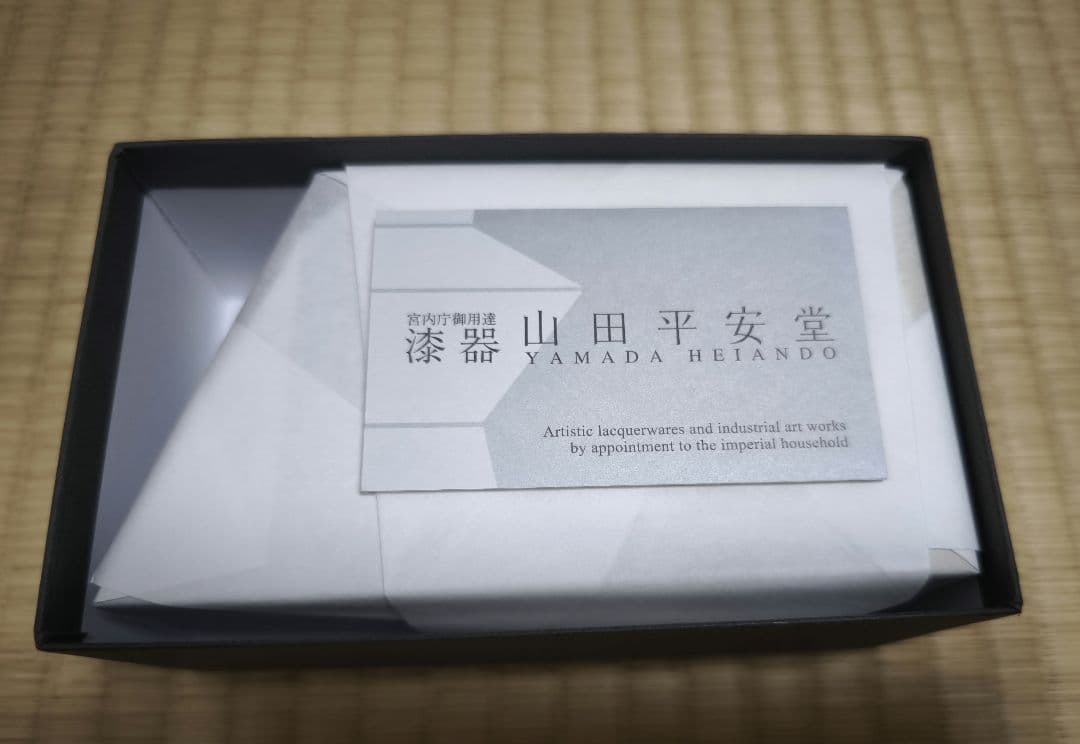 宮内庁御用達
漆器 山田平安堂
YAMADA HEIANDO
Artistic lacquerwares and industrial art works
by appointment to the imperial household